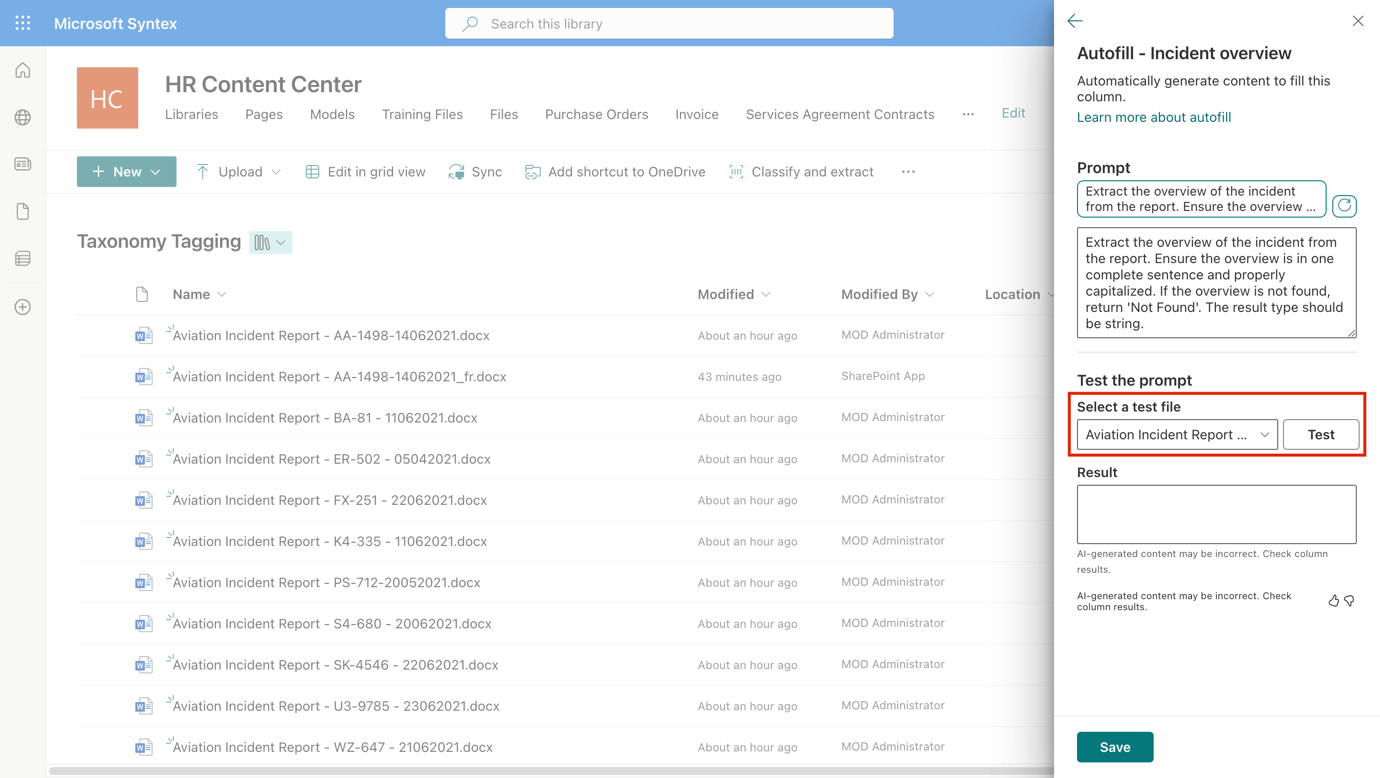 Microsoft Syntex
Search this library
HC
HR Content Center
Libraries Pages Models Training Files Files Purchase Orders Invoice Services Agreement Contracts ... Edit
+ New Upload Edit in grid view Sync Add shortcut to OneDrive Classify and extract ...
Taxonomy Tagging
Name Modified Modified By Location
Aviation Incident Report - AA-1498-14062021.docx About an hour ago MOD Administrator
Aviation Incident Report - AA-1498-14062021_fr.docx 43 minutes ago SharePoint App
Aviation Incident Report - BA-81 - 11062021.docx About an hour ago MOD Administrator
Aviation Incident Report - ER-502 - 05042021.docx About an hour ago MOD Administrator
Aviation Incident Report - FX-251 - 22062021.docx About an hour ago MOD Administrator
Aviation Incident Report - K4-335 - 11062021.docx About an hour ago MOD Administrator
Aviation Incident Report - PS-712-20052021.docx About an hour ago MOD Administrator
Aviation Incident Report - S4-680 - 20062021.docx About an hour ago MOD Administrator
Aviation Incident Report - SK-4546 - 22062021.docx About an hour ago MOD Administrator
Aviation Incident Report - U3-9785 - 23062021.docx About an hour ago MOD Administrator
Aviation Incident Report - WZ-647 - 21062021.docx About an hour ago MOD Administrator
Autofill - Incident overview
Automatically generate content to fill this
column.
Learn more about autofill
Prompt
Extract the overview of the incident
from the report. Ensure the overview ...
Extract the overview of the incident from
the report. Ensure the overview is in one
complete sentence and properly
capitalized. If the overview is not found,
return 'Not Found'. The result type should
be string.
Test the prompt
Select a test file
Aviation Incident Report ... Test
Result
AI-generated content may be incorrect. Check column
results.
AI-generated content may be incorrect. Check
column results.
Save